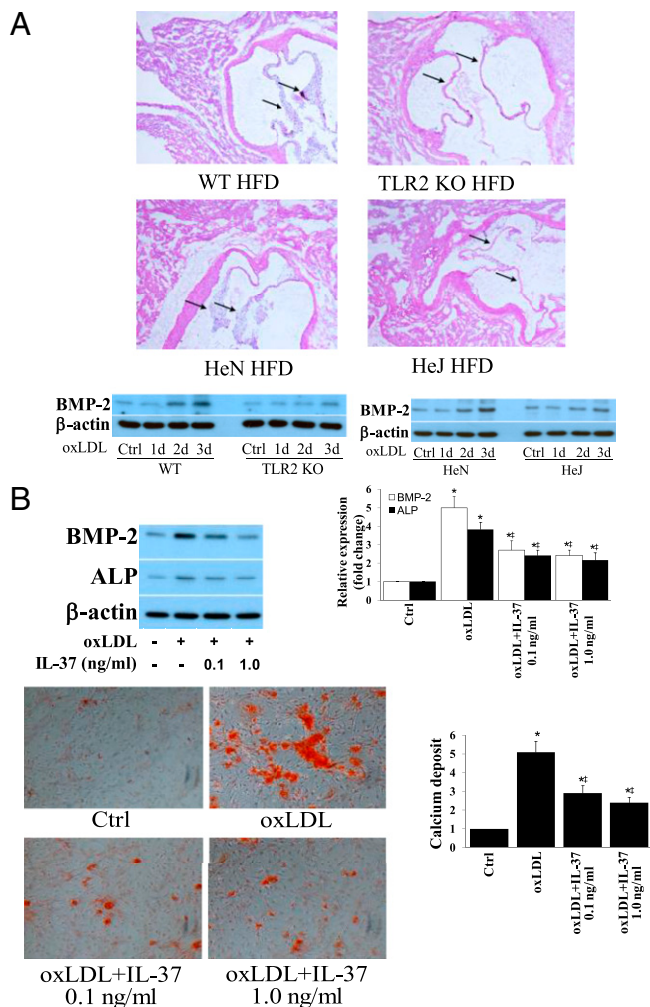 A
WT HFD
TLR2 KO HFD
HeN HFD
HeJ HFD
BMP-2
β-actin
oxLDL Ctrl 1d 2d 3d Ctrl 1d 2d 3d
WT TLR2 KO
BMP-2
β-actin
oxLDL Ctrl 1d 2d 3d Ctrl 1d 2d 3d
HeN HeJ
B
BMP-2
ALP
β-actin
oxLDL - + + +
IL-37 (ng/ml) - - 0.1 1.0
Relative expression
(fold change)
6
5
4
3
2
1
0
BMP-2
ALP
*
*
*‡
*‡
*‡
*‡
Ctrl
oxLDL
oxLDL+IL-37
0.1 ng/ml
oxLDL+IL-37
1.0 ng/ml
Ctrl
oxLDL
oxLDL+IL-37
0.1 ng/ml
oxLDL+IL-37
1.0 ng/ml
Calcium deposit
6
5
4
3
2
1
0
*
*‡
*‡
Ctrl
oxLDL
oxLDL+IL-37
0.1 ng/ml
oxLDL+IL-37
1.0 ng/ml